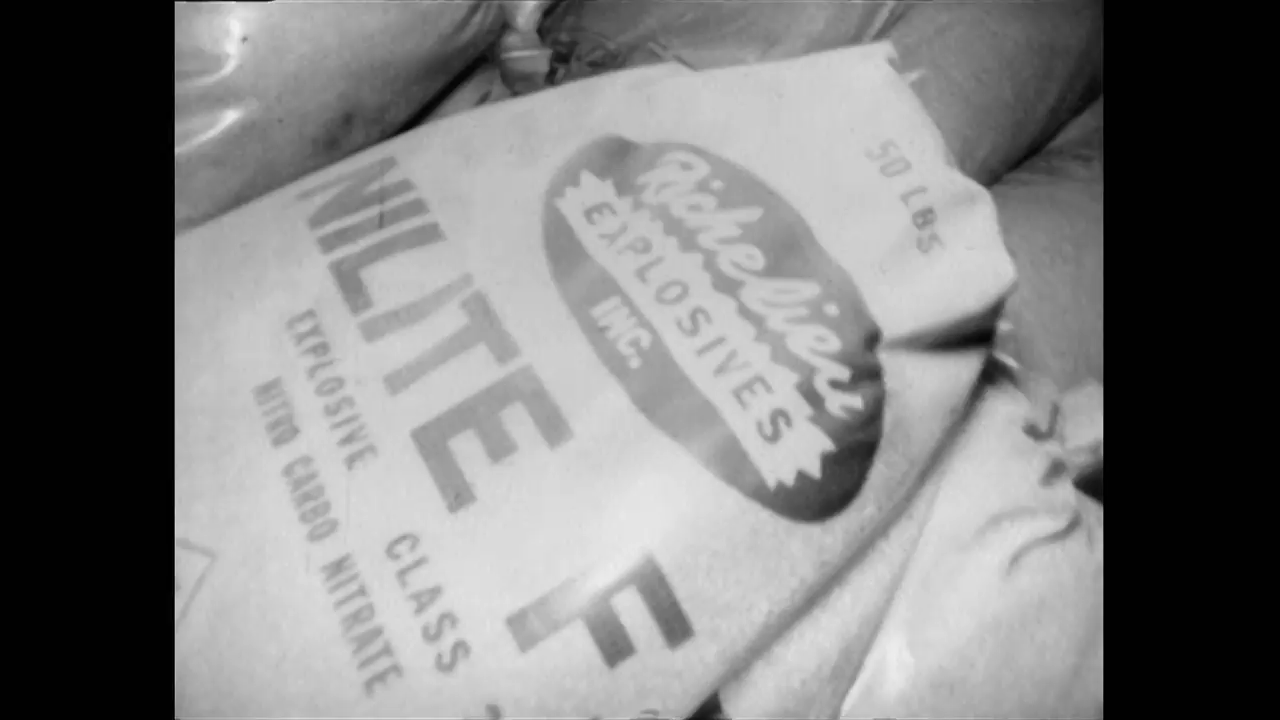 50 LBS
Richelieu
EXPLOSIVES
INC.
NILITE F
EXPLOSIVE CLASS
NITRO CARBO NITRATE